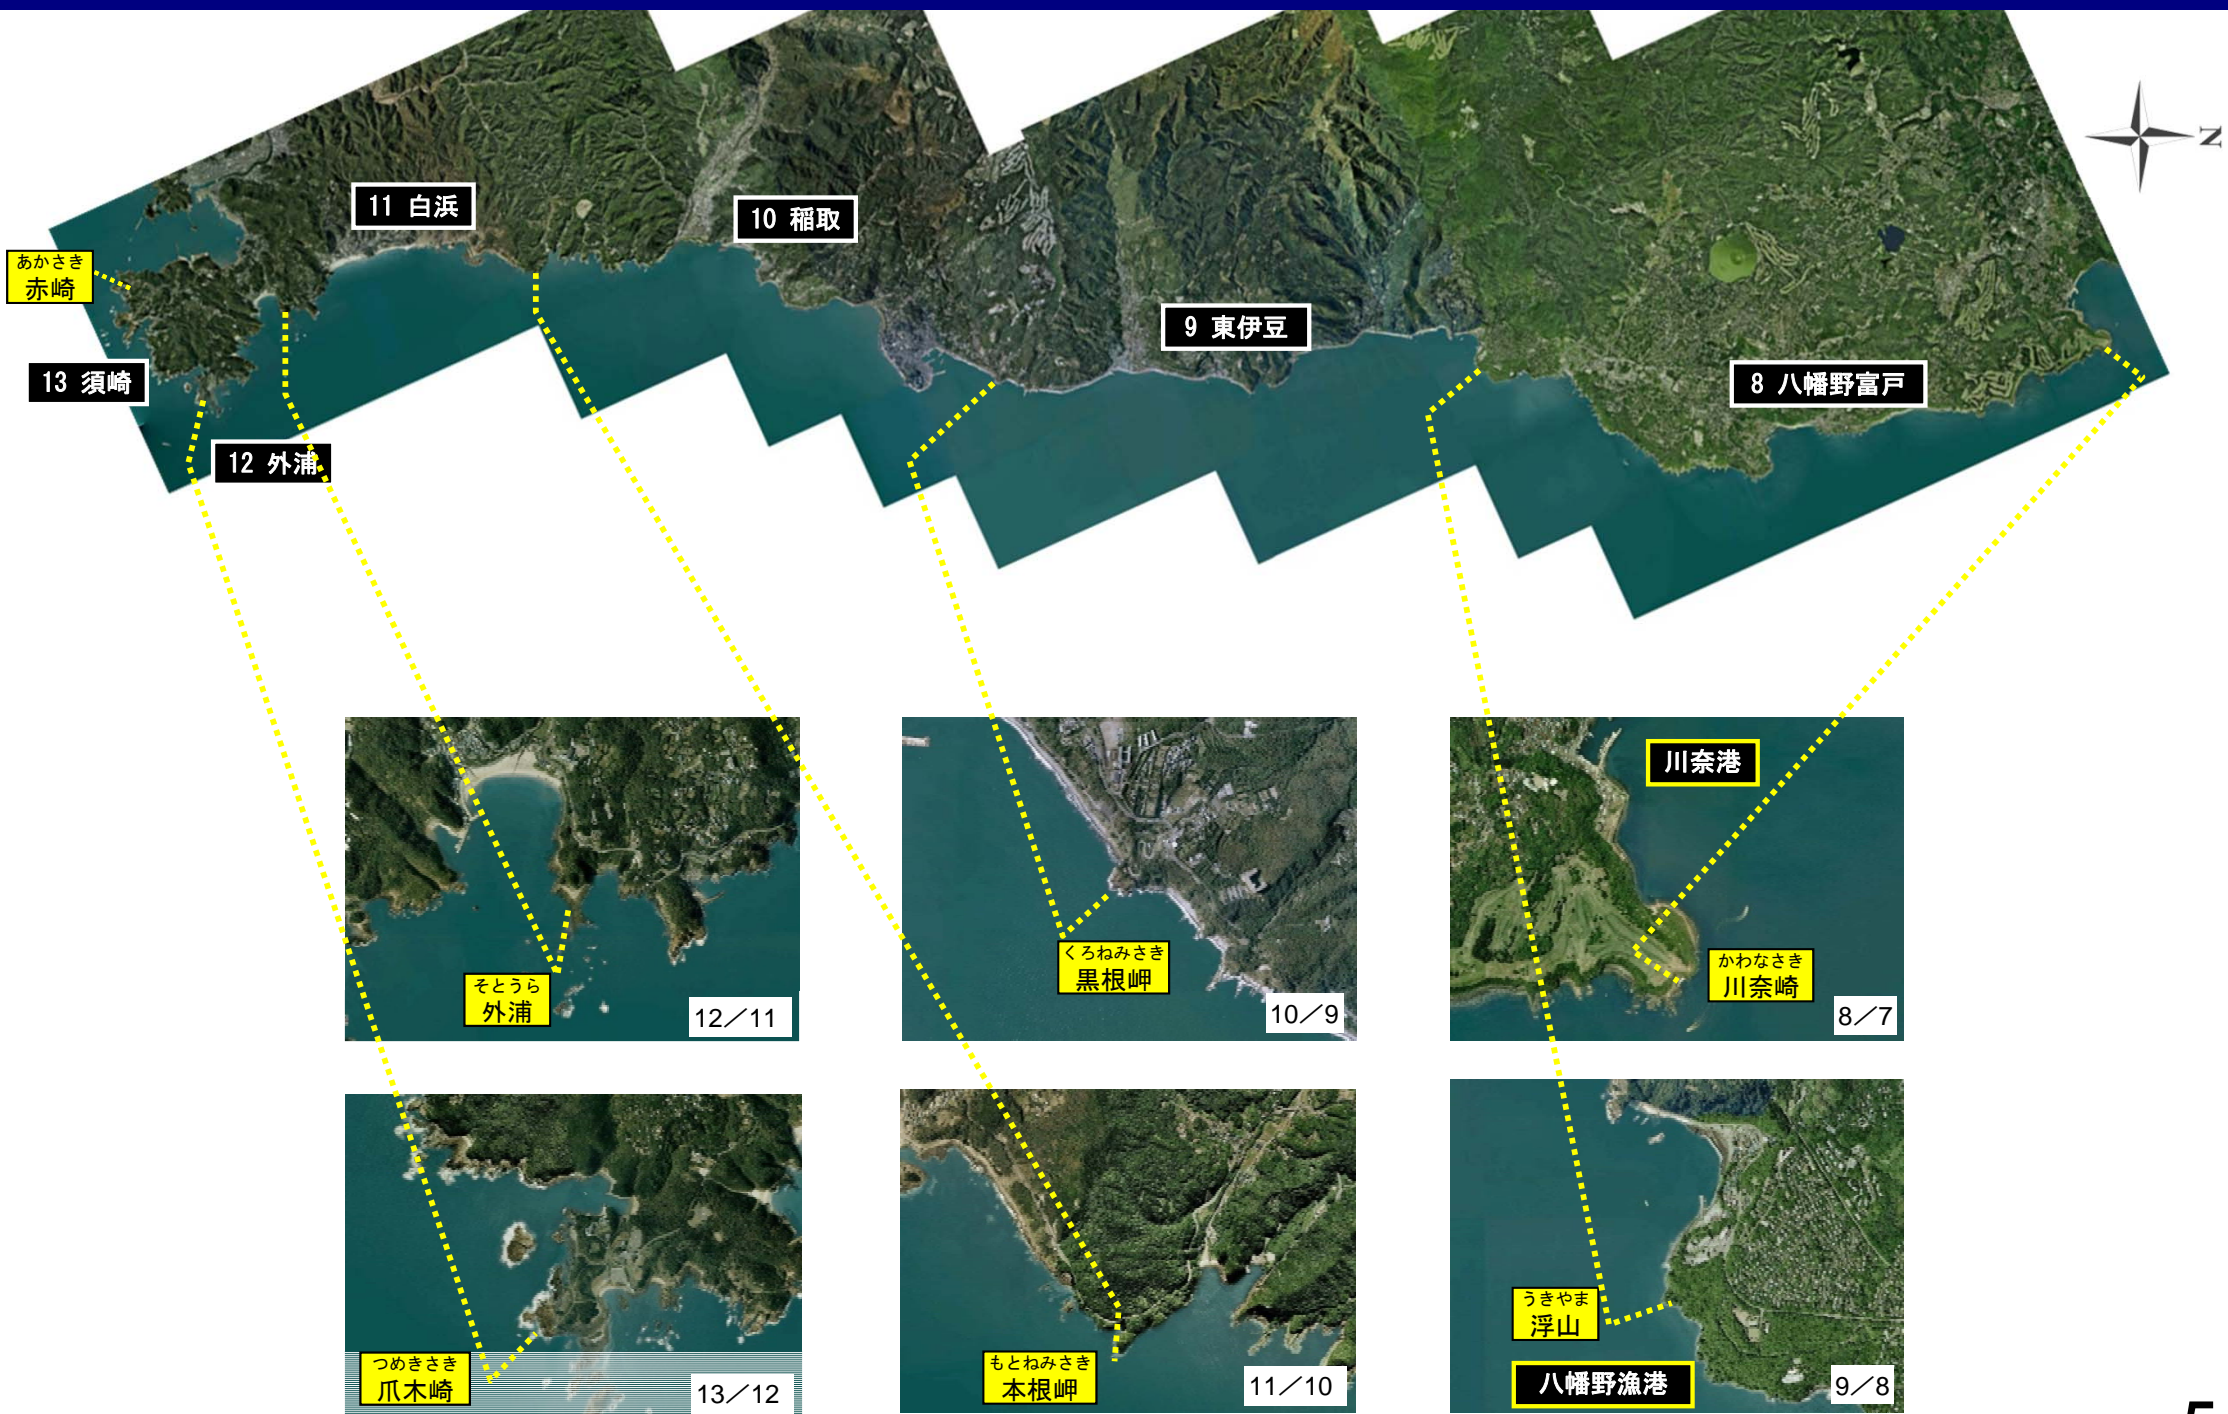 N
11 白浜
10 稲取
あかさき
赤崎
9 東伊豆
13 須崎
8 八幡野富戸
12 外浦
川奈港
くろねみさき
黒根岬
かわなさき
川奈崎
そとうら
外浦
12／11
10／9
8／7
うきやま
浮山
つめきさき
爪木崎
もとねみさき
本根岬
八幡野漁港
13／12
11／10
9／8
5